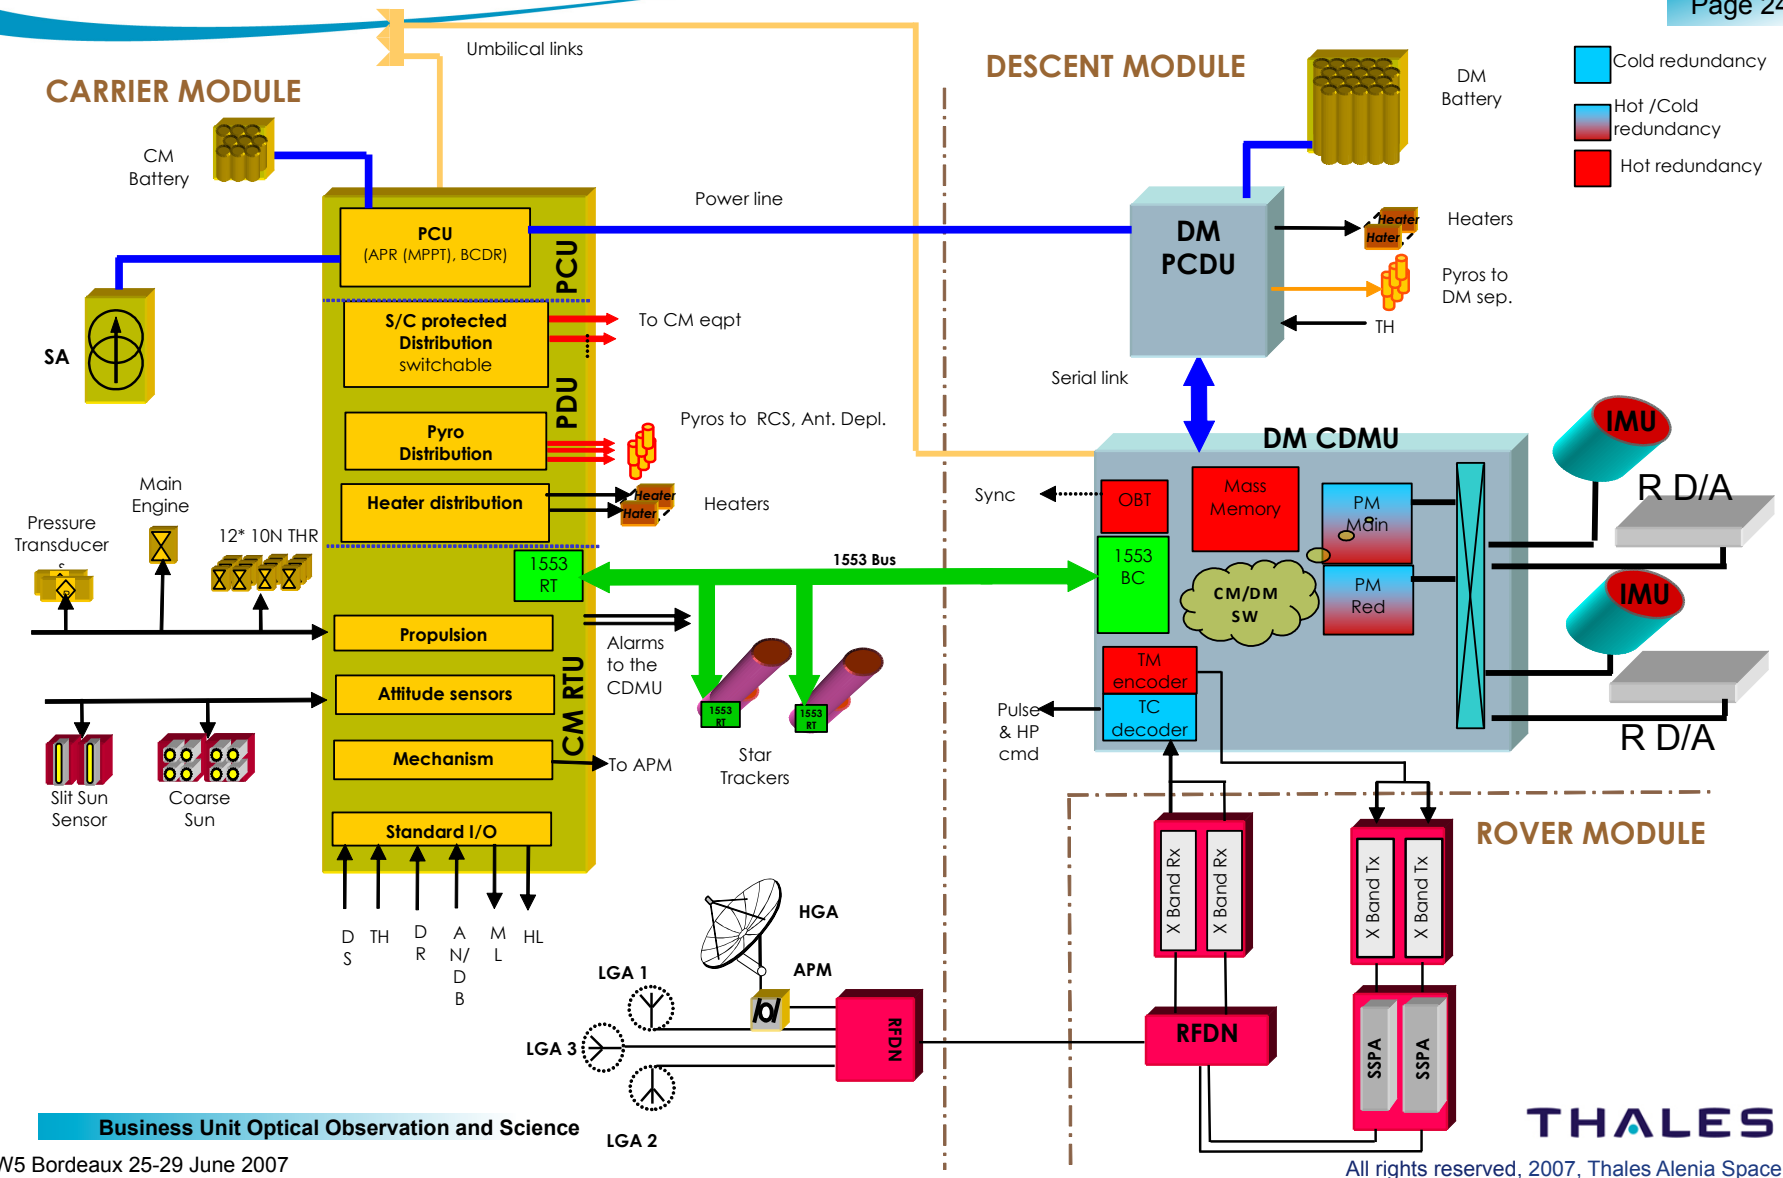 Page 24
Umbilical links
CARRIER MODULE
DESCENT MODULE
DM
Battery
Cold redundancy
Hot /Cold
redundancy
Hot redundancy
CM
Battery
Power line
PCU
(APR (MPPT), BCDR)
PCU
DM
PCDU
Heater
Hater
Heaters
Pyros to
DM sep.
TH
SA
S/C protected
Distribution
switchable
To CM eqpt
PDU
Serial link
Pyro
Distribution
Pyros to RCS, Ant. Depl.
Heater distribution
Heater
Hater
Heaters
Main
Engine
Pressure
Transducer
s
12* 10N THR
P
1553
RT
1553 Bus
DM CDMU
Sync
OBT
Mass
Memory
PM
Main
1553
BC
CM/DM
SW
PM
Red
IMU
R D/A
IMU
R D/A
Propulsion
Alarms
to the
CDMU
Attitude sensors
CM RTU
1553
RT
1553
RT
Star
Trackers
TM
encoder
TC
decoder
Pulse
& HP
cmd
Mechanism
To APM
Slit Sun
Sensor
Coarse
Sun
Standard I/O
D
S
TH
D
R
A
N/
D
B
M
L
HL
ROVER MODULE
X Band Rx
X Band Rx
X Band Tx
X Band Tx
HGA
APM
LGA 1
LGA 3
LGA 2
RFDN
RFDN
SSPA
SSPA
Business Unit Optical Observation and Science
W5 Bordeaux 25-29 June 2007
THALES
All rights reserved, 2007, Thales Alenia Space